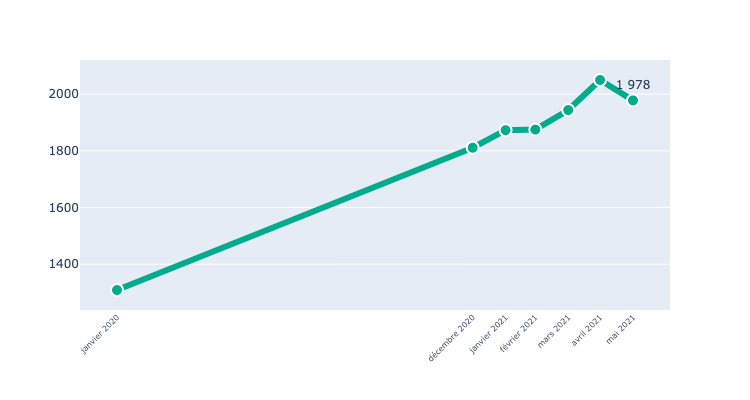 2000
1800
1600
1400
1 978
janvier 2020
décembre 2020
janvier 2021
février 2021
mars 2021
avril 2021
mai 2021